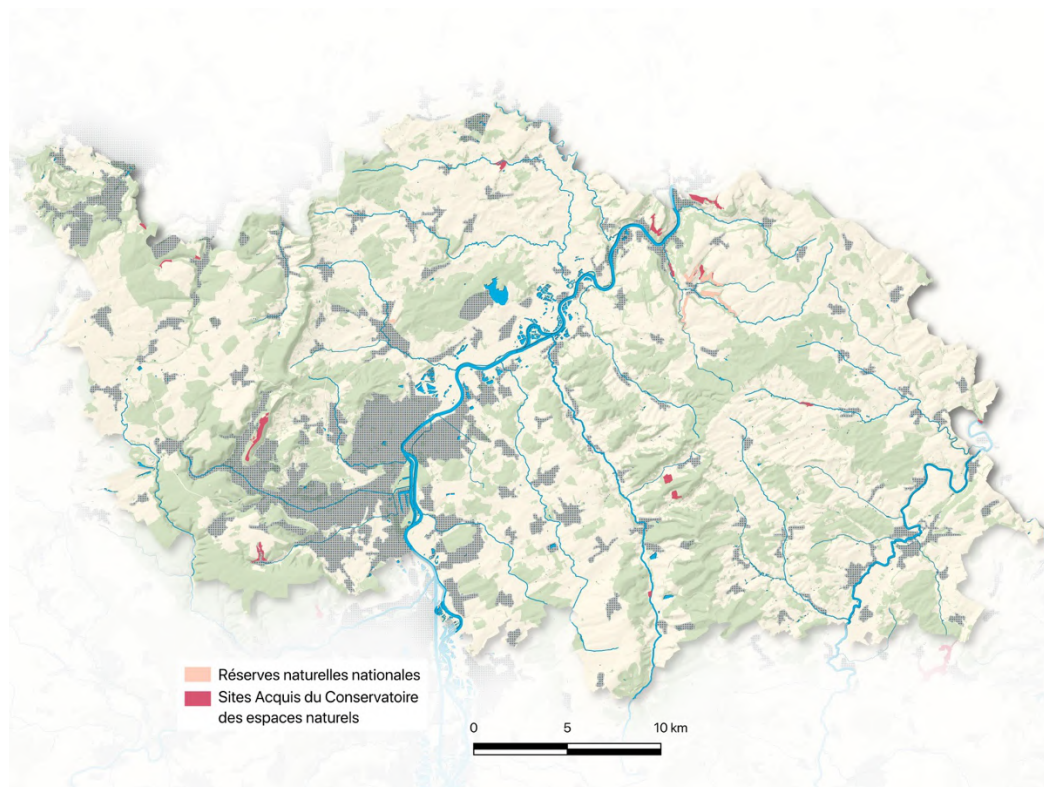 Réserves naturelles nationales
Sites Acquis du Conservatoire
des espaces naturels
0 5 10 km